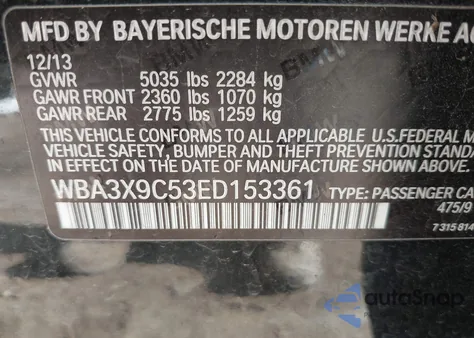 MFD BY BAYERISCHE MOTOREN WERKE AG
12/13
GVWR 5035 lbs 2284 kg
GAWR FRONT 2360 lbs 1070 kg
GAWR REAR 2775 lbs 1259 kg
THIS VEHICLE CONFORMS TO ALL APPLICABLE U.S. FEDERAL M
VEHICLE SAFETY, BUMPER AND THEFT PREVENTION STANDA
IN EFFECT ON THE DATE OF MANUFACTURE SHOWN ABOVE.
WBA3X9C53ED153361 TYPE: PASSENGER CA
475/9
7315814
autoSnap